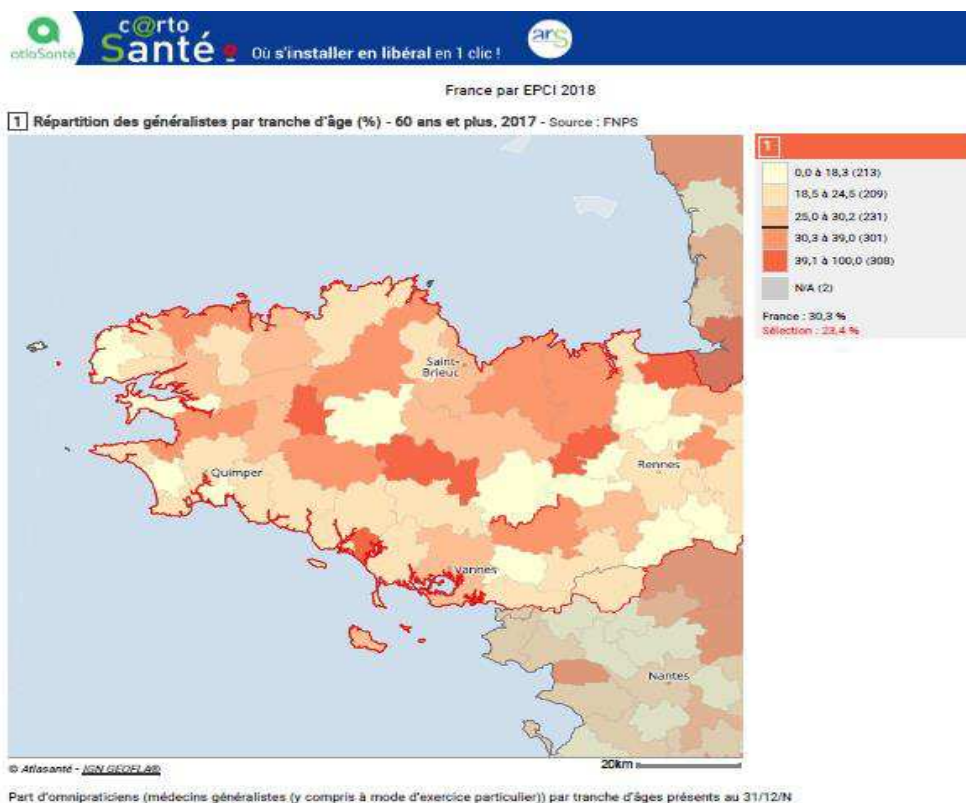 atlaSanté
c@rto
Santé
Où s'installer en libéral en 1 clic !
ars
France par EPCI 2018
1 Répartition des généralistes par tranche d'âge (%) - 60 ans et plus, 2017 - Source : FNPS
1
0,0 à 18,3 (213)
18,5 à 24,5 (209)
25,0 à 30,2 (231)
30,3 à 39,0 (301)
39,1 à 100,0 (308)
N/A (2)
France : 30,3 %
Sélection : 23,4 %
Saint-
Brieuc
Quimper
Rennes
Vannes
Nantes
20km
© Atlasanté - IGN GEOFLA®
Part d'omnipraticiens (médecins généralistes (y compris à mode d'exercice particulier)) par tranche d'âges présents au 31/12/N